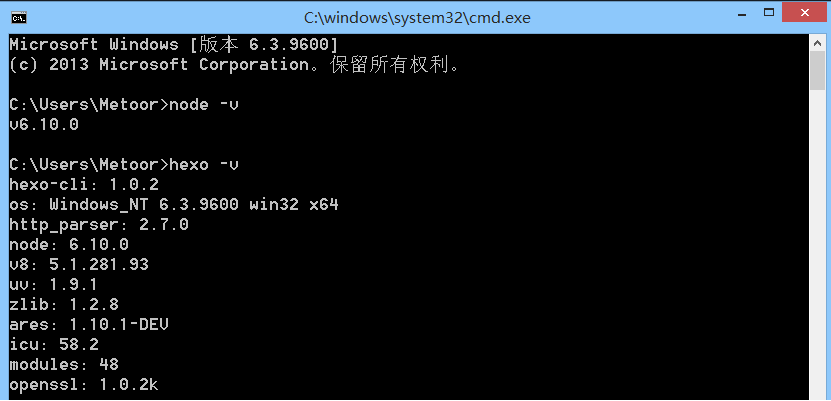 C:\windows\system32\cmd.exe
Microsoft Windows [版本 6.3.9600]
(c) 2013 Microsoft Corporation。保留所有权利。
C:\Users\Metoor>node -v
v6.10.0
C:\Users\Metoor>hexo -v
hexo-cli: 1.0.2
os: Windows_NT 6.3.9600 win32 x64
http_parser: 2.7.0
node: 6.10.0
v8: 5.1.281.93
uv: 1.9.1
zlib: 1.2.8
ares: 1.10.1-DEV
icu: 58.2
modules: 48
openssl: 1.0.2k